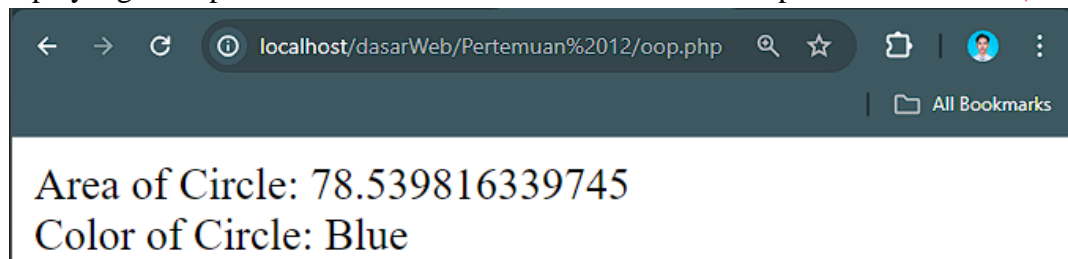 localhost/dasarWeb/Pertemuan%2012/oop.php
All Bookmarks
Area of Circle: 78.539816339745
Color of Circle: Blue